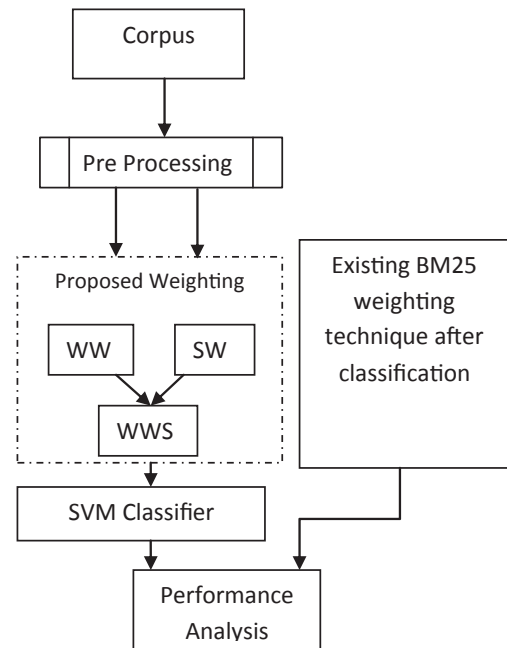 Corpus
Pre Processing
Proposed Weighting
WW
SW
WWS
SVM Classifier
Existing BM25
weighting
technique after
classification
Performance
Analysis